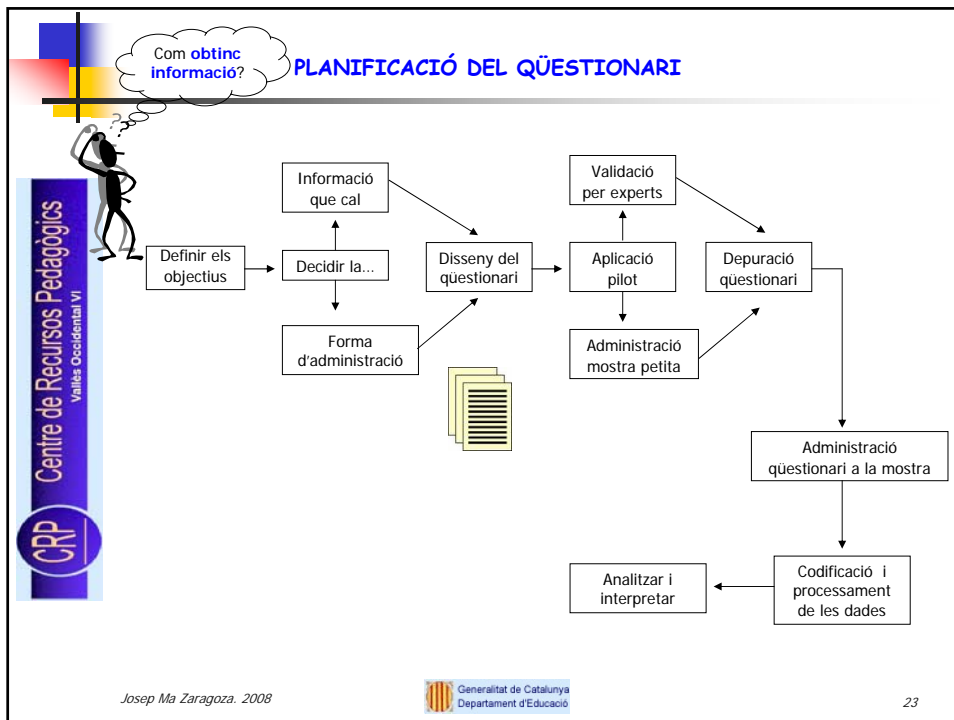 Com obtinc
informació?
PLANIFICACIÓ DEL QÜESTIONARI
? ?
?
Informació
que cal
Validació
per experts
Definir els
objectius
Decidir la...
Disseny del
qüestionari
Aplicació
pilot
Depuració
qüestionari
Forma
d'administració
Administració
mostra petita
Administració
qüestionari a la mostra
Analitzar i
interpretar
Codificació i
processament
de les dades
CRP
Centre de Recursos Pedagògics
Vallès Occidental VI
Josep Ma Zaragoza. 2008
Generalitat de Catalunya
Departament d'Educació
23